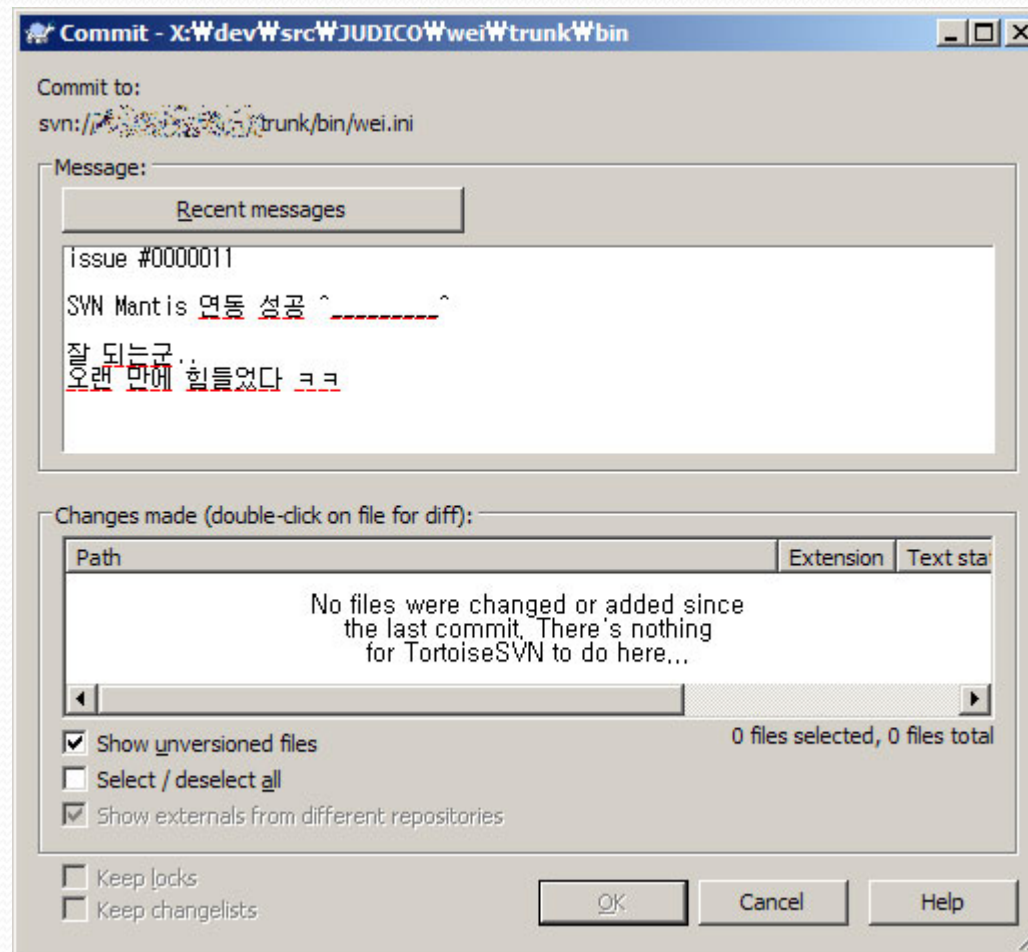 Commit - X:₩dev₩src₩JUDICO₩wei₩trunk₩bin
Commit to:
svn:// trunk/bin/wei.ini
Message:
Recent messages
issue #0000011
SVN Mantis 연동 성공 ^_________^
잘 되는군..
오랜 만에 힘들었다 ㅋㅋ
Changes made (double-click on file for diff):
Path Extension Text stat
No files were changed or added since
the last commit. There's nothing
for TortoiseSVN to do here...
Show unversioned files
0 files selected, 0 files total
Select / deselect all
Show externals from different repositories
Keep locks
Keep changelists
OK Cancel Help